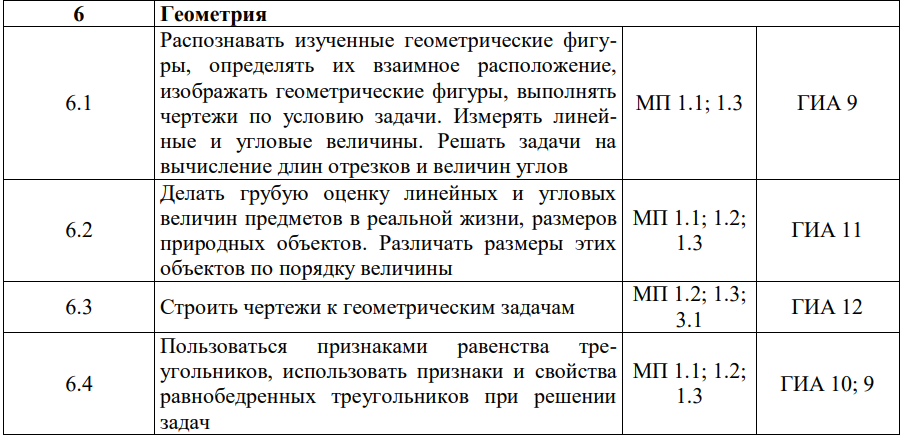 6 Геометрия
Распознавать изученные геометрические фигу-
ры, определять их взаимное расположение,
изображать геометрические фигуры, выполнять
6.1 чертежи по условию задачи. Измерять линей- МП 1.1; 1.3 ГИА 9
ные и угловые величины. Решать задачи на
вычисление длин отрезков и величин углов
Делать грубую оценку линейных и угловых
величин предметов в реальной жизни, размеров МП 1.1; 1.2;
6.2 природных объектов. Различать размеры этих 1.3 ГИА 11
объектов по порядку величины
6.3 Строить чертежи к геометрическим задачам МП 1.2; 1.3; ГИА 12
3.1
Пользоваться признаками равенства тре-
угольников, использовать признаки и свойства МП 1.1; 1.2;
6.4 равнобедренных треугольников при решении 1.3 ГИА 10; 9
задач